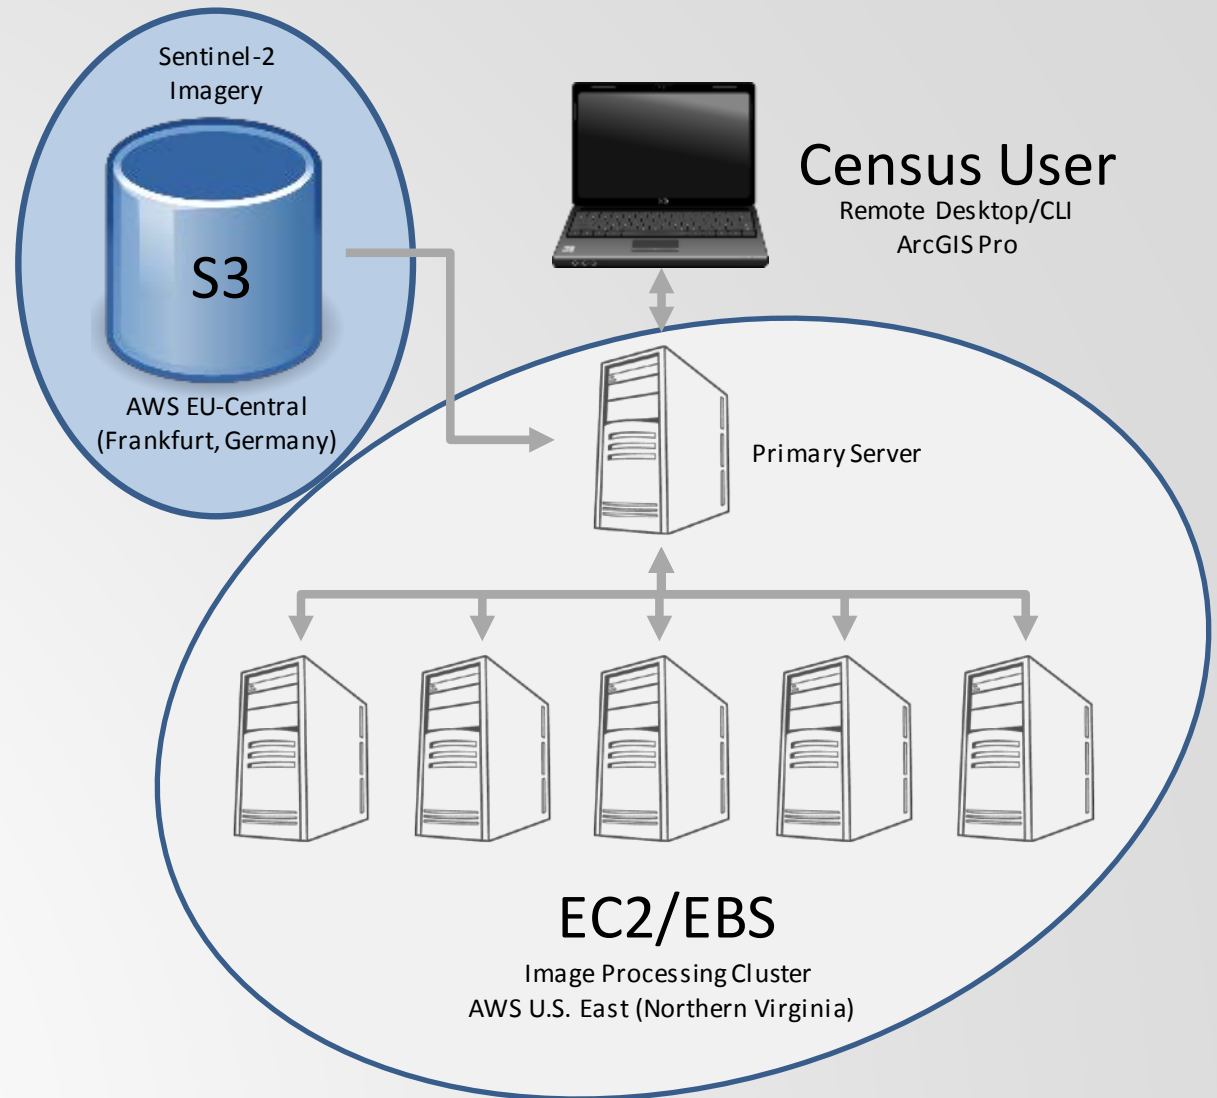 Sentinel-2
Imagery
S3
AWS EU-Central
(Frankfurt, Germany)
Census User
Remote Desktop/CLI
ArcGIS Pro
Primary Server
EC2/EBS
Image Processing Cluster
AWS U.S. East (Northern Virginia)